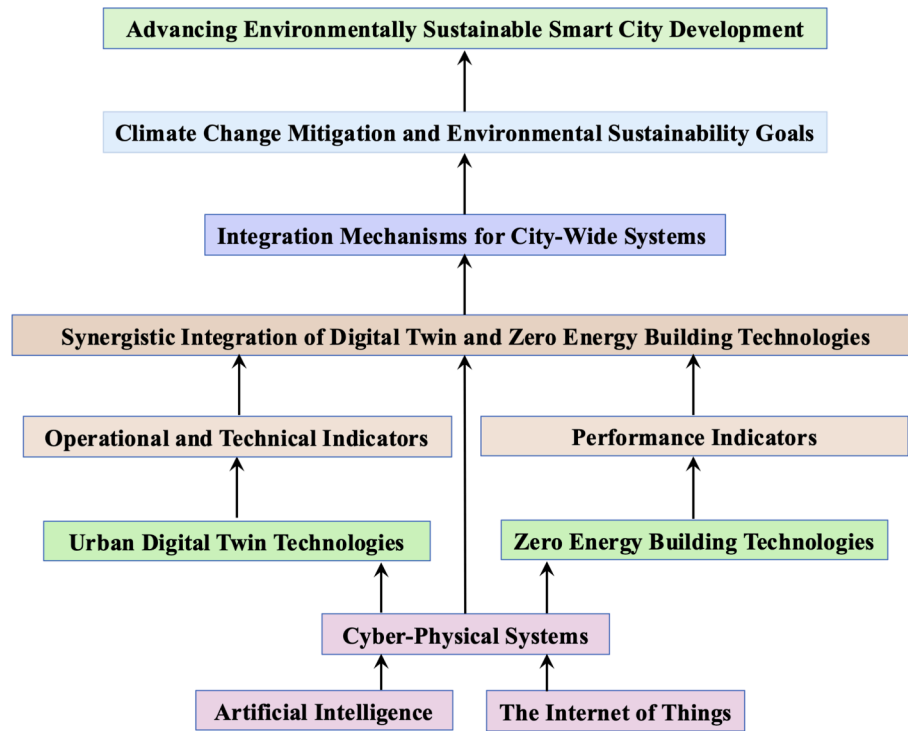 Advancing Environmentally Sustainable Smart City Development
Climate Change Mitigation and Environmental Sustainability Goals
Integration Mechanisms for City-Wide Systems
Synergistic Integration of Digital Twin and Zero Energy Building Technologies
Operational and Technical Indicators
Performance Indicators
Urban Digital Twin Technologies
Zero Energy Building Technologies
Cyber-Physical Systems
Artificial Intelligence
The Internet of Things